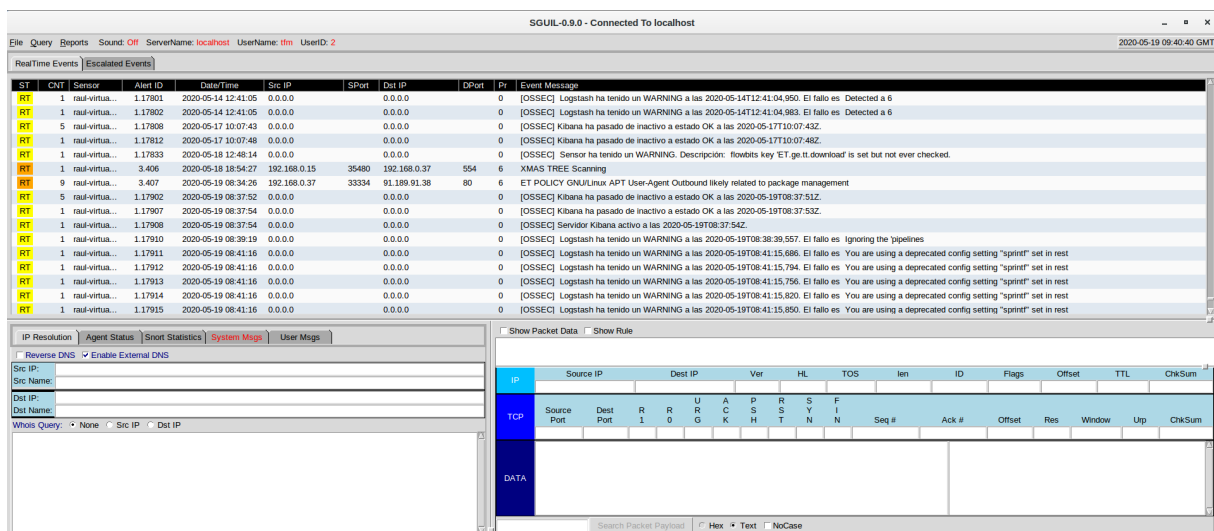 SGUIL-0.9.0 - Connected To localhost
File Query Reports Sound: Off ServerName: localhost UserName: tfm UserID: 2 2020-05-19 09:40:40 GMT
RealTime Events Escalated Events
ST CNT Sensor Alert ID Date/Time Src IP SPort Dst IP DPort Pr Event Message
RT 1 raul-virtua... 1.17801 2020-05-14 12:41:05 0.0.0.0 0.0.0.0 0 [OSSEC] Logstash ha tenido un WARNING a las 2020-05-14T12:41:04,950. El fallo es Detected a 6
RT 1 raul-virtua... 1.17802 2020-05-14 12:41:05 0.0.0.0 0.0.0.0 0 [OSSEC] Logstash ha tenido un WARNING a las 2020-05-14T12:41:04,983. El fallo es Detected a 6
RT 5 raul-virtua... 1.17808 2020-05-17 10:07:43 0.0.0.0 0.0.0.0 0 [OSSEC] Kibana ha pasado de inactivo a estado OK a las 2020-05-17T10:07:43Z.
RT 1 raul-virtua... 1.17812 2020-05-17 10:07:48 0.0.0.0 0.0.0.0 0 [OSSEC] Kibana ha pasado de inactivo a estado OK a las 2020-05-17T10:07:48Z.
RT 1 raul-virtua... 1.17833 2020-05-18 12:48:14 0.0.0.0 0.0.0.0 0 [OSSEC] Sensor ha tenido un WARNING. Descripción: flowbits key 'ET.ge.tt.download' is set but not ever checked.
RT 1 raul-virtua... 3.406 2020-05-18 18:54:27 192.168.0.15 35480 192.168.0.37 554 6 XMAS TREE Scanning
RT 9 raul-virtua... 3.407 2020-05-19 08:34:26 192.168.0.37 33334 91.189.91.38 80 6 ET POLICY GNU/Linux APT User-Agent Outbound likely related to package management
RT 5 raul-virtua... 1.17902 2020-05-19 08:37:52 0.0.0.0 0.0.0.0 0 [OSSEC] Kibana ha pasado de inactivo a estado OK a las 2020-05-19T08:37:51Z.
RT 1 raul-virtua... 1.17907 2020-05-19 08:37:54 0.0.0.0 0.0.0.0 0 [OSSEC] Kibana ha pasado de inactivo a estado OK a las 2020-05-19T08:37:53Z.
RT 1 raul-virtua... 1.17908 2020-05-19 08:37:54 0.0.0.0 0.0.0.0 0 [OSSEC] Servidor Kibana activo a las 2020-05-19T08:37:54Z.
RT 1 raul-virtua... 1.17910 2020-05-19 08:39:19 0.0.0.0 0.0.0.0 0 [OSSEC] Logstash ha tenido un WARNING a las 2020-05-19T08:38:39,557. El fallo es Ignoring the 'pipelines
RT 1 raul-virtua... 1.17911 2020-05-19 08:41:16 0.0.0.0 0.0.0.0 0 [OSSEC] Logstash ha tenido un WARNING a las 2020-05-19T08:41:15,686. El fallo es You are using a deprecated config setting "sprintf" set in rest
RT 1 raul-virtua... 1.17912 2020-05-19 08:41:16 0.0.0.0 0.0.0.0 0 [OSSEC] Logstash ha tenido un WARNING a las 2020-05-19T08:41:15,794. El fallo es You are using a deprecated config setting "sprintf" set in rest
RT 1 raul-virtua... 1.17913 2020-05-19 08:41:16 0.0.0.0 0.0.0.0 0 [OSSEC] Logstash ha tenido un WARNING a las 2020-05-19T08:41:15,756. El fallo es You are using a deprecated config setting "sprintf" set in rest
RT 1 raul-virtua... 1.17914 2020-05-19 08:41:16 0.0.0.0 0.0.0.0 0 [OSSEC] Logstash ha tenido un WARNING a las 2020-05-19T08:41:15,820. El fallo es You are using a deprecated config setting "sprintf" set in rest
RT 1 raul-virtua... 1.17915 2020-05-19 08:41:16 0.0.0.0 0.0.0.0 0 [OSSEC] Logstash ha tenido un WARNING a las 2020-05-19T08:41:15,850. El fallo es You are using a deprecated config setting "sprintf" set in rest
IP Resolution Agent Status Snort Statistics System Msgs User Msgs
Reverse DNS Enable External DNS
Src IP:
Src Name:
Dst IP:
Dst Name:
Whois Query: None Src IP Dst IP
Show Packet Data Show Rule
IP Source IP Dest IP Ver HL TOS len ID Flags Offset TTL ChkSum
TCP Source Port Dest Port R1 R0 URG ACK PSH RST SYN FIN Seq # Ack # Offset Res Window Urp ChkSum
DATA
Search Packet Payload Hex Text NoCase